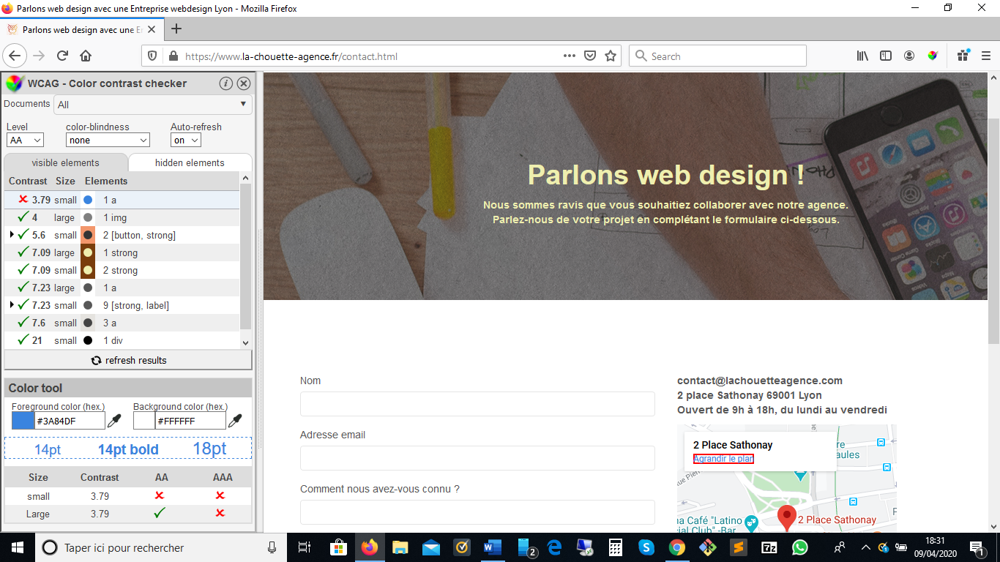 Parlons web design avec une Entreprise webdesign Lyon - Mozilla Firefox
Parlons web design avec une En
https://www.la-chouette-agence.fr/contact.html
Search
WCAG - Color contrast checker
Documents All
Level color-blindness Auto-refresh
AA none on
visible elements hidden elements
Contrast Size Elements
3.79 small 1 a
4 large 1 img
5.6 small 2 [button, strong]
7.09 large 1 strong
7.09 small 2 strong
7.23 large 1 a
7.23 small 9 [strong, label]
7.6 small 3 a
21 small 1 div
refresh results
Color tool
Foreground color (hex.) Background color (hex.)
#3A84DF #FFFFFF
14pt 14pt bold 18pt
Size Contrast AA AAA
small 3.79
Large 3.79
Parlons web design !
Nous sommes ravis que vous souhaitiez collaborer avec notre agence.
Parlez-nous de votre projet en complétant le formulaire ci-dessous.
Nom
Adresse email
Comment nous avez-vous connu ?
contact@lachouetteagence.com
2 place Sathonay 69001 Lyon
Ouvert de 9h à 18h, du lundi au vendredi
2 Place Sathonay
Agrandir le plan
2 Place Sathonay
Café "Latino
Club" -Bar
Taper ici pour rechercher
2
18:31
09/04/2020
1